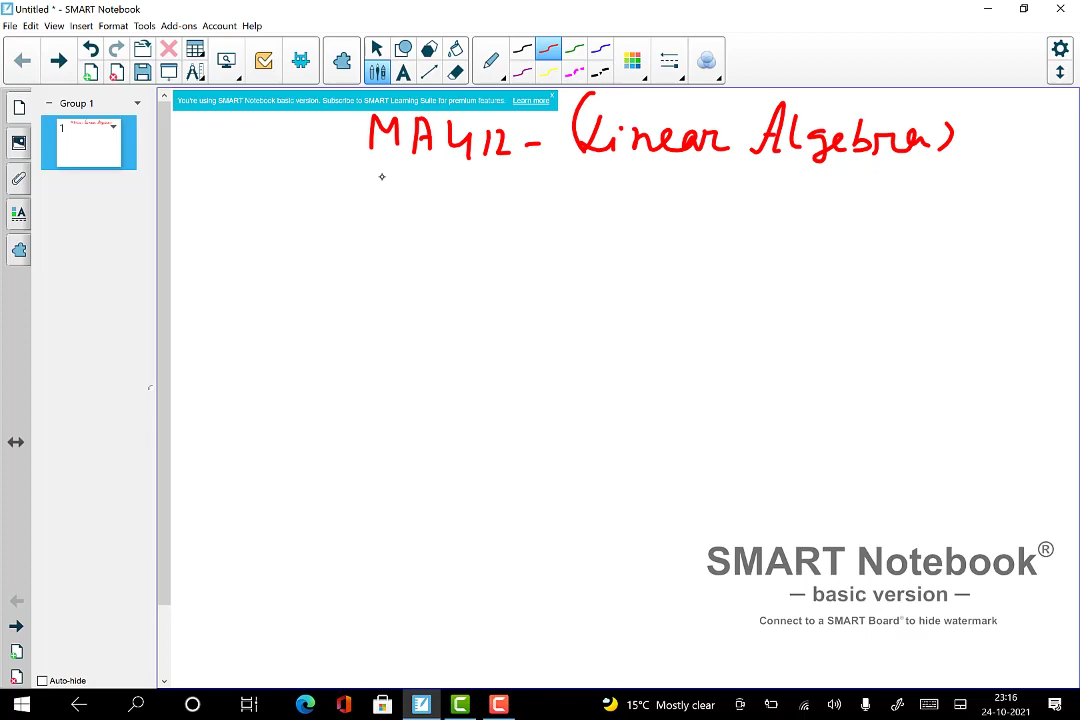 Untitled * - SMART Notebook
File Edit View Insert Format Tools Add-ons Account Help
Group 1
1
You're using SMART Notebook basic version. Subscribe to SMART Learning Suite for premium features. Learn more
x
MA412 - (Linear Algebra)
SMART Notebook®
— basic version —
Connect to a SMART Board® to hide watermark
Auto-hide
15°C Mostly clear
23:16
24-10-2021